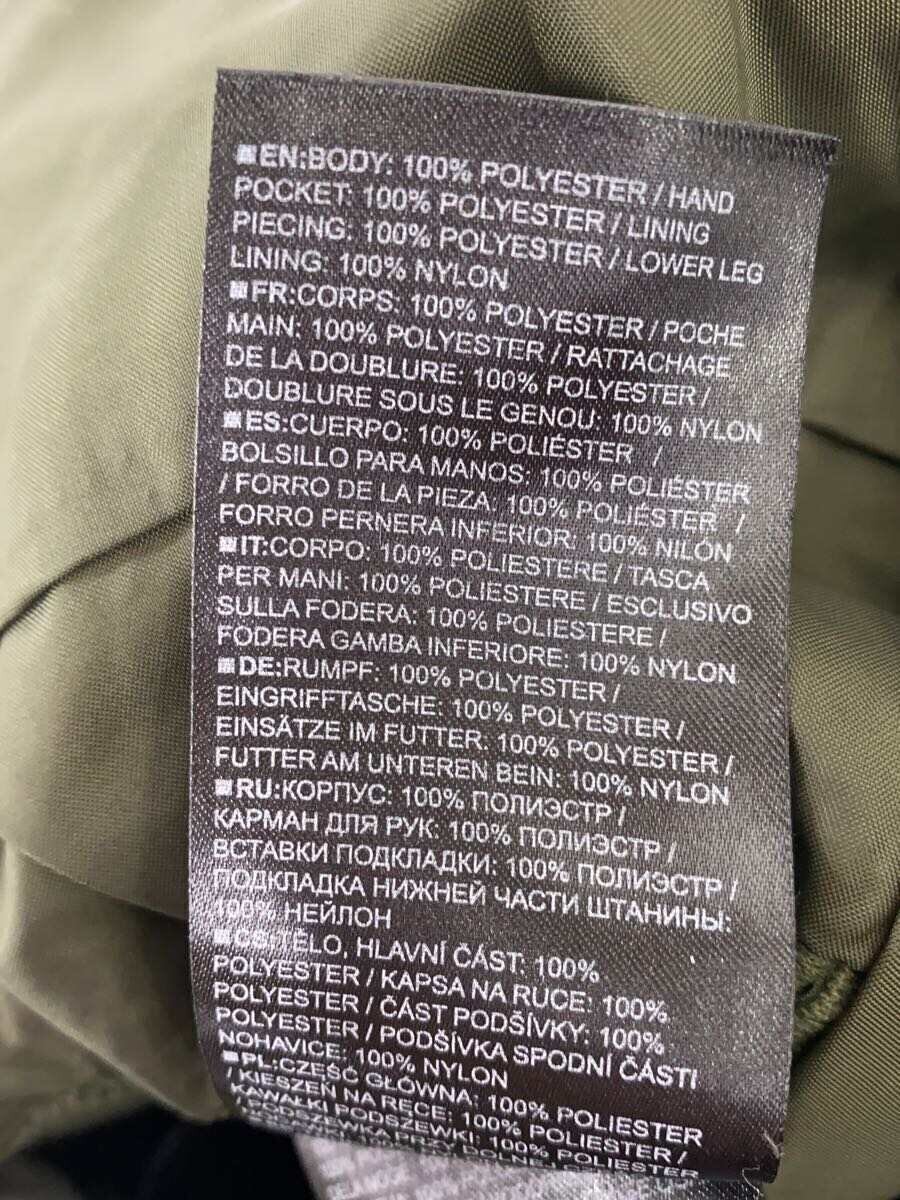 EN:BODY: 100% POLYESTER / HAND
POCKET: 100% POLYESTER / LINING
PIECING: 100% POLYESTER / LOWER LEG
LINING: 100% NYLON
FR:CORPS: 100% POLYESTER / POCHE
MAIN: 100% POLYESTER / RATTACHAGE
DE LA DOUBLURE: 100% POLYESTER /
DOUBLURE SOUS LE GENOU: 100% NYLON
ES:CUERPO: 100% POLIÉSTER /
BOLSILLO PARA MANOS: 100% POLIÉSTER
/ FORRO DE LA PIEZA: 100% POLIÉSTER /
FORRO PERNERA INFERIOR: 100% NILÓN
IT:CORPO: 100% POLIESTERE / TASCA
PER MANI: 100% POLIESTERE / ESCLUSIVO
SULLA FODERA: 100% POLIESTERE /
FODERA GAMBA INFERIORE: 100% NYLON
DE:RUMPF: 100% POLYESTER /
EINGRIFFTASCHE: 100% POLYESTER /
EINSÄTZE IM FUTTER: 100% POLYESTER /
FUTTER AM UNTEREN BEIN: 100% NYLON
RU:КОРПУС: 100% ПОЛИЭСТР /
КАРМАН ДЛЯ РУК: 100% ПОЛИЭСТР /
ВСТАВКИ ПОДКЛАДКИ: 100% ПОЛИЭСТР /
ПОДКЛАДКА НИЖНЕЙ ЧАСТИ ШТАНИНЫ:
100% НЕЙЛОН
CS:TĚLO, HLAVNÍ ČÁST: 100%
POLYESTER / KAPSA NA RUCE: 100%
POLYESTER / ČÁST PODŠÍVKY: 100%
POLYESTER / PODŠÍVKA SPODNÍ ČÁSTI
NOHAVICE: 100% NYLON
PL:CZĘŚĆ GŁÓWNA: 100% POLIESTER
/ KIESZEŃ NA RĘCE: 100% POLIESTER /
KAWAŁKI PODSZEWKI: 100% POLIESTER